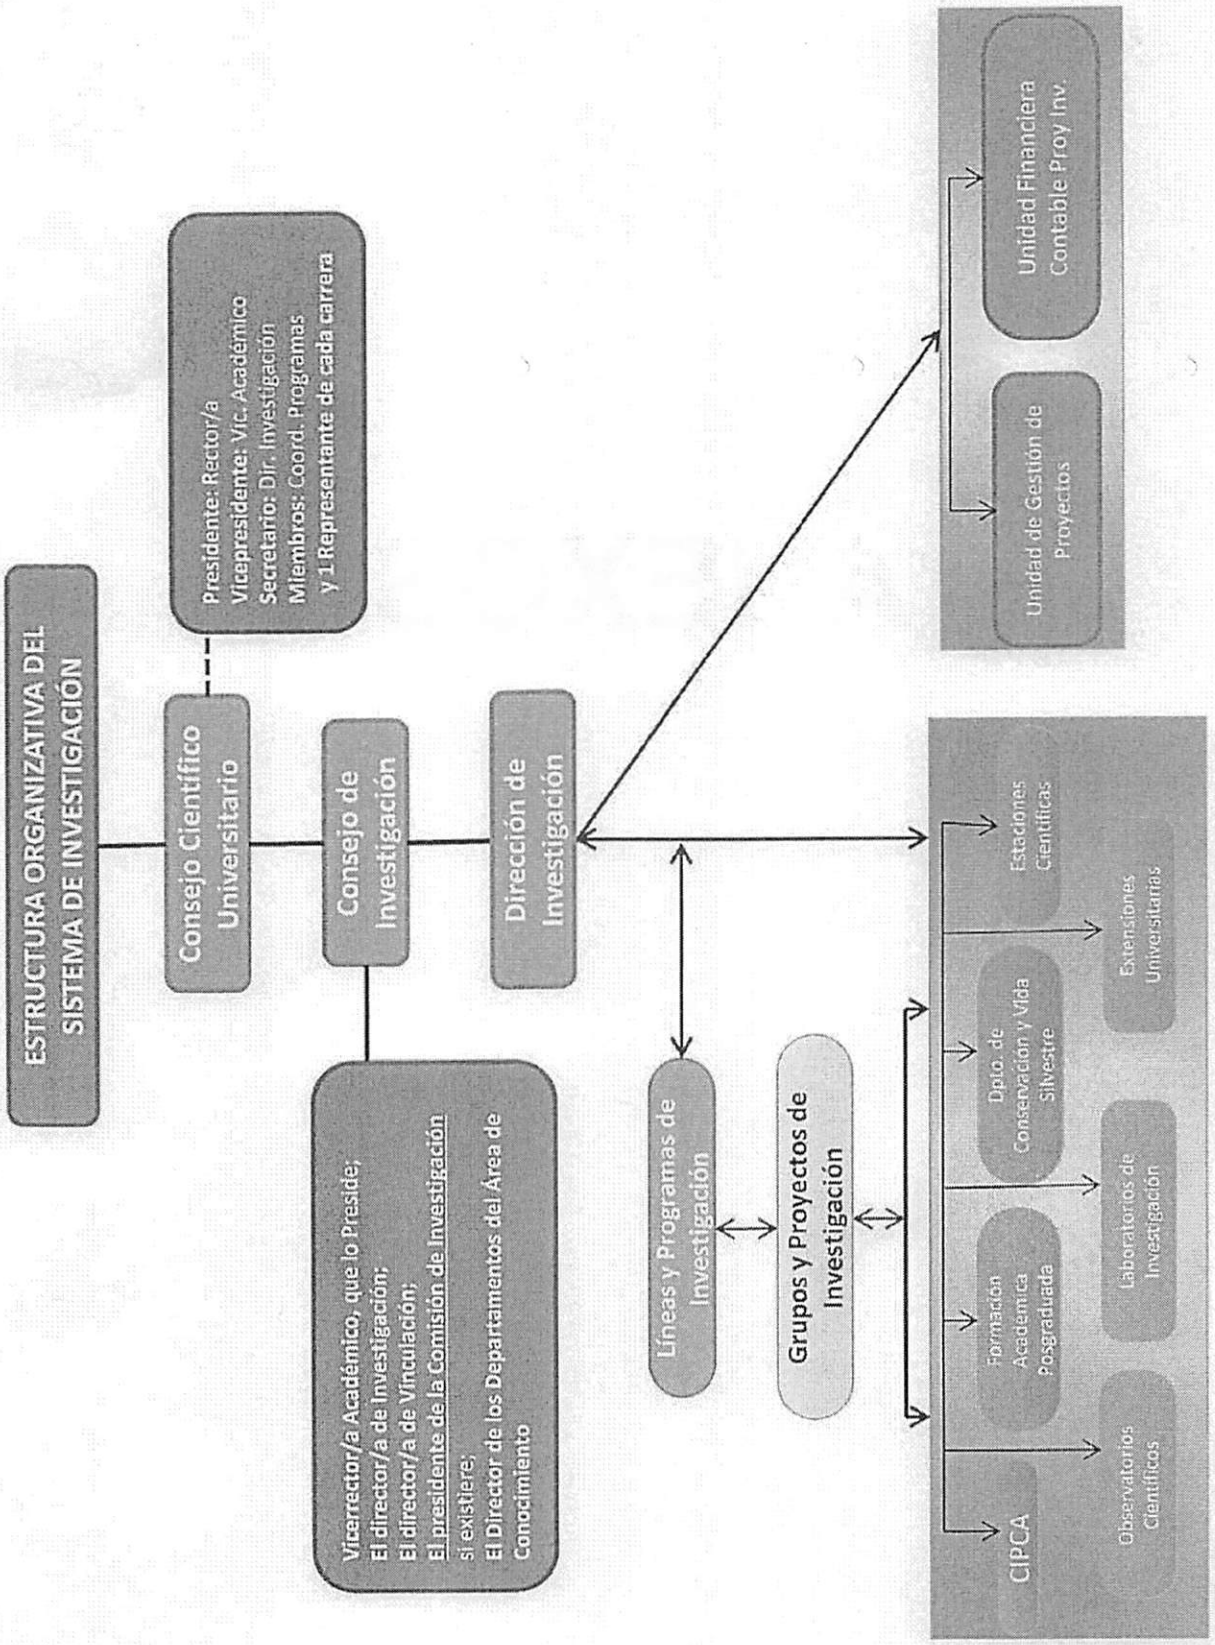 ESTRUCTURA ORGANIZATIVA DEL
SISTEMA DE INVESTIGACIÓN
Consejo Científico
Universitario
Presidente: Rector/a
Vicepresidente: Vic. Académico
Secretario: Dir. Investigación
Miembros: Coord. Programas
y 1 Representante de cada carrera
Consejo de
Investigación
Vicerrector/a Académico, que lo Preside;
El director/a de Investigación;
El director/a de Vinculación;
El presidente de la Comisión de Investigación
si existiere;
El Director de los Departamentos del Área de
Conocimiento
Dirección de
Investigación
Líneas y Programas de
Investigación
Grupos y Proyectos de
Investigación
CIPCA
Formación
Académica
Posgraduada
Dpto. de
Conservación y Vida
Silvestre
Estaciones
Científicas
Observatorios
Científicos
Laboratorios de
Investigación
Extensiones
Universitarias
Unidad de Gestión de
Proyectos
Unidad Financiera
Contable Proy Inv.